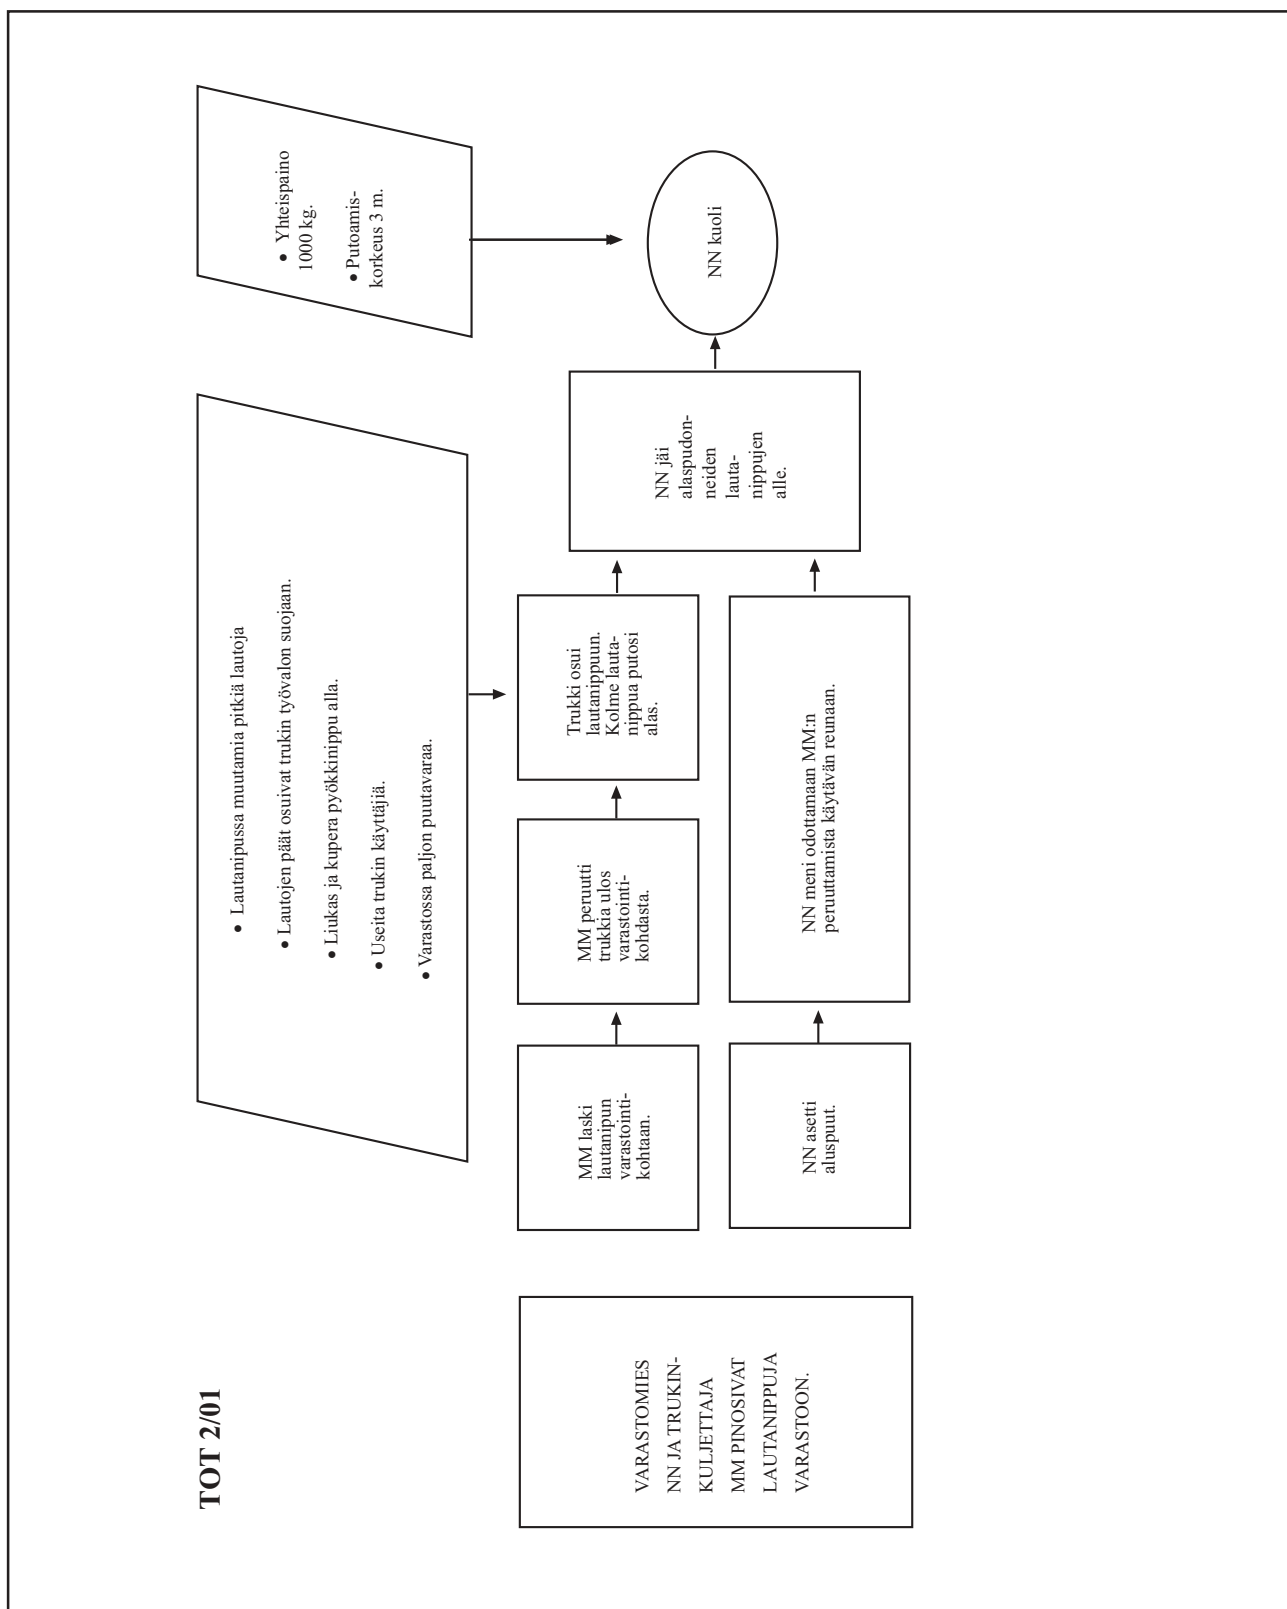 TOT 2/01
VARASTOMIES
NN JA TRUKIN-
KULJETTAJA
MM PINOSIVAT
LAUTANIPPUJA
VARASTOON.
• Lautanipussa muutamia pitkiä lautoja
• Lautojen päät osuivat trukin työvalon suojaan.
• Liukas ja kupera pyökkinippu alla.
• Useita trukin käyttäjiä.
• Varastossa paljon puutavaraa.
• Yhteispaino
1000 kg.
• Putoamis-
korkeus 3 m.
MM laski
lautanipun
varastointi-
kohtaan.
MM peruutti
trukkia ulos
varastointi-
kohdasta.
Trukki osui
lautanippuun.
Kolme lauta-
nippua putosi
alas.
NN asetti
aluspuut.
NN meni odottamaan MM:n
peruuttamista käytävän reunaan.
NN jäi
alaspudon-
neiden
lauta-
nippujen
alle.
NN kuoli